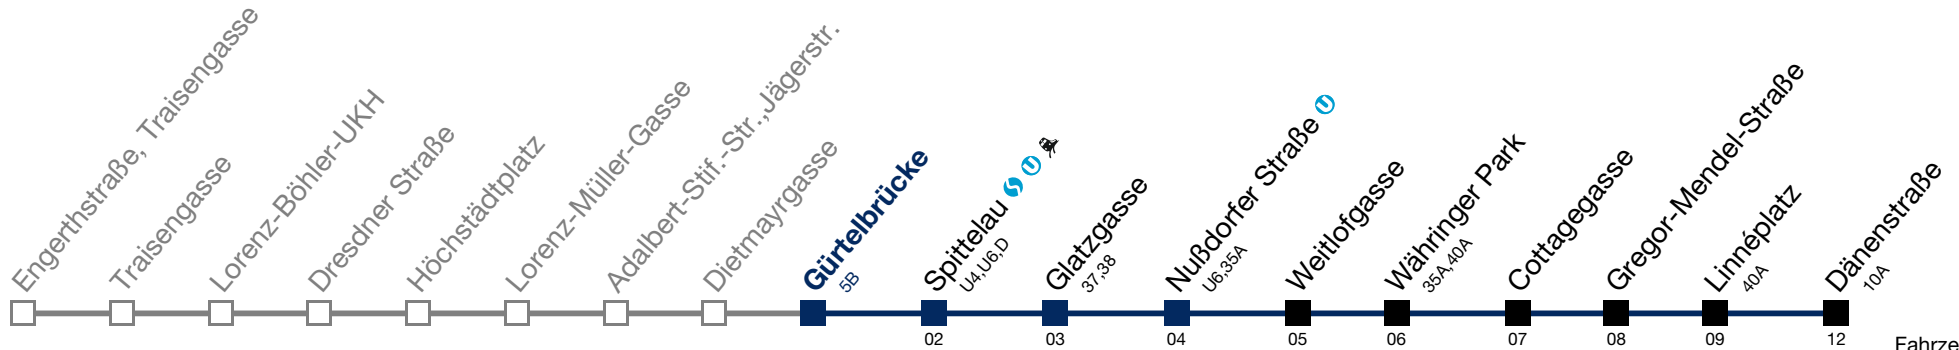 Engerthstraße, Traisengasse
Traisengasse
Lorenz-Böhler-UKH
Dresdner Straße
Höchstädtplatz
Lorenz-Müller-Gasse
Adalbert-Stif.-Str.,Jägerstr.
Dietmayrgasse
Gürtelbrücke
5B
Spittelau
U4,U6,D
02
Glatzgasse
37,38
03
Nußdorfer Straße
U6,35A
04
Weitlofgasse
05
Währinger Park
35A,40A
06
Cottagegasse
07
Gregor-Mendel-Straße
08
Linnéplatz
40A
09
Dänenstraße
10A
12
Fahrze